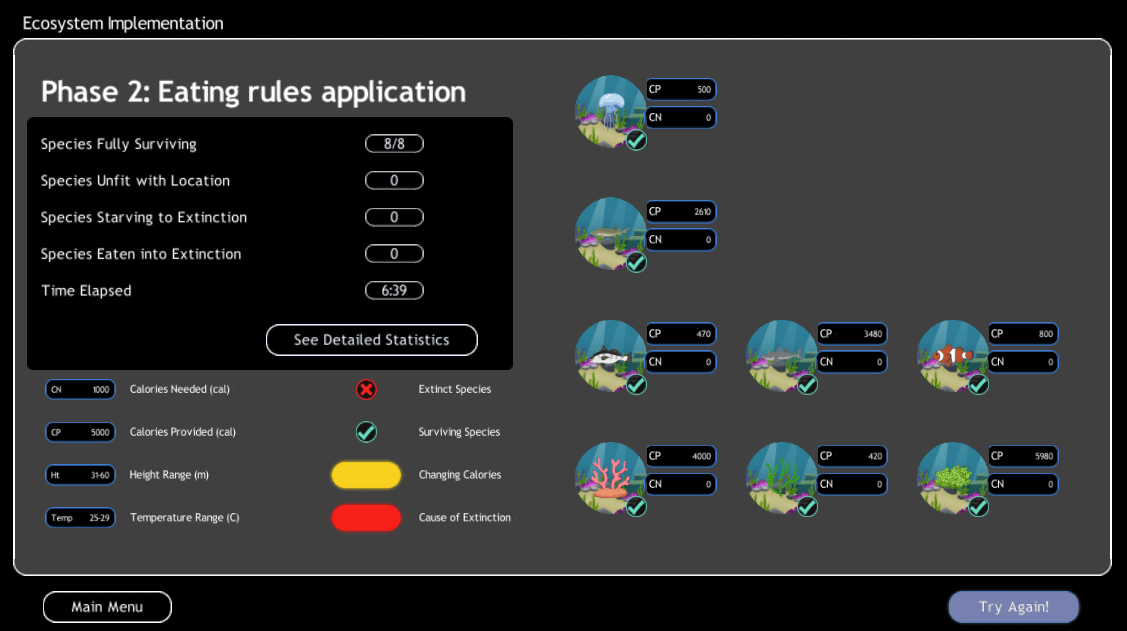 Ecosystem Implementation
Phase 2: Eating rules application
Species Fully Surviving 8/8
Species Unfit with Location 0
Species Starving to Extinction 0
Species Eaten into Extinction 0
Time Elapsed 6:39
See Detailed Statistics
CN 1000 Calories Needed (cal) Extinct Species
CP 5000 Calories Provided (cal) Surviving Species
Ht 31-60 Height Range (m) Changing Calories
Temp 25-29 Temperature Range (C) Cause of Extinction
CP 500
CN 0
CP 2610
CN 0
CP 470 CP 3480 CP 800
CN 0 CN 0 CN 0
CP 4000 CP 420 CP 5980
CN 0 CN 0 CN 0
Main Menu Try Again!